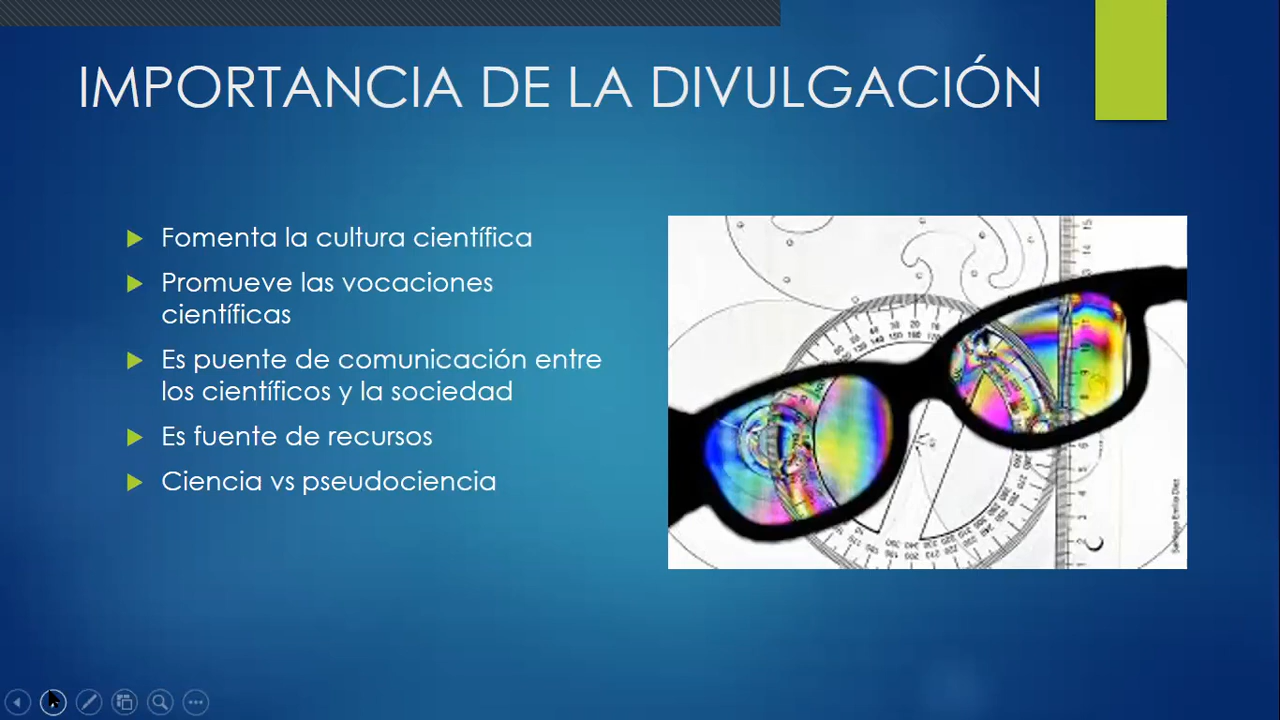 IMPORTANCIA DE LA DIVULGACIÓN
Fomenta la cultura científica
Promueve las vocaciones
científicas
Es puente de comunicación entre
los científicos y la sociedad
Es fuente de recursos
Ciencia vs pseudociencia